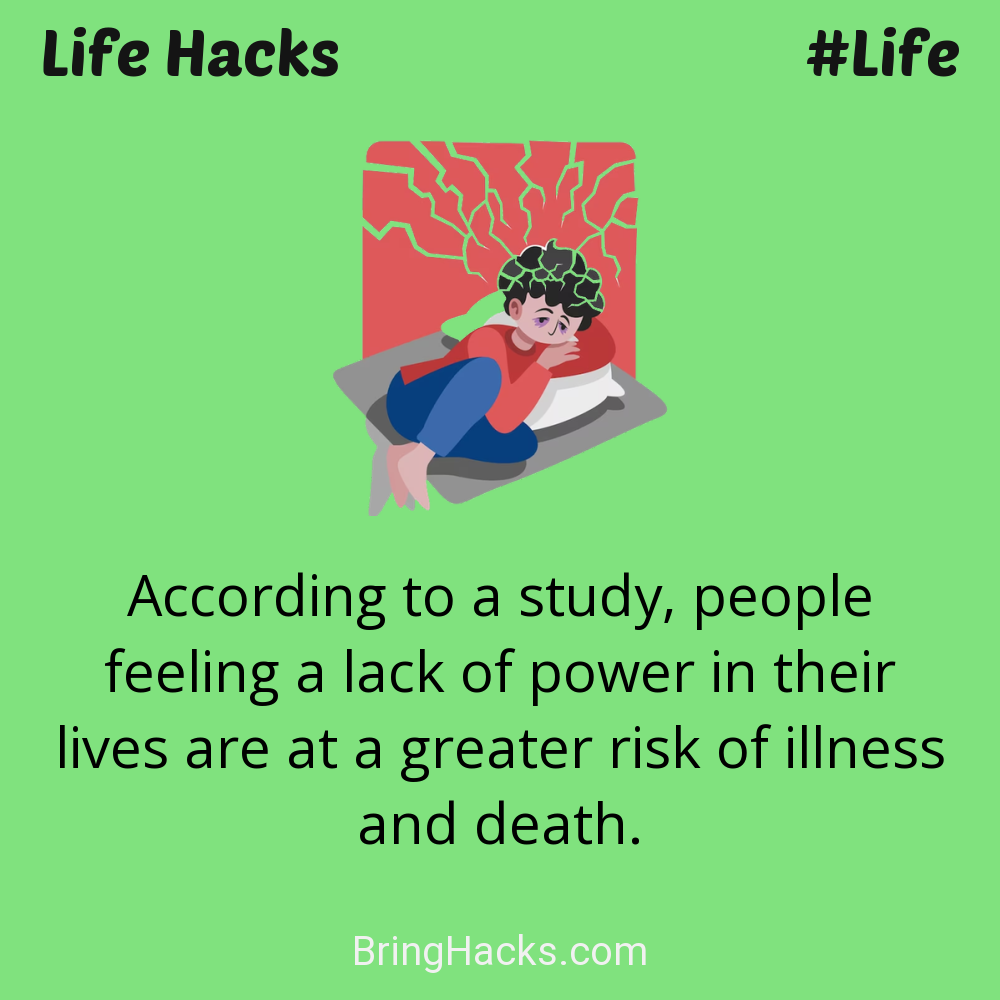 Life Hacks
#Life
According to a study, people
feeling a lack of power in their
lives are at a greater risk of illness
and death.
BringHacks.com